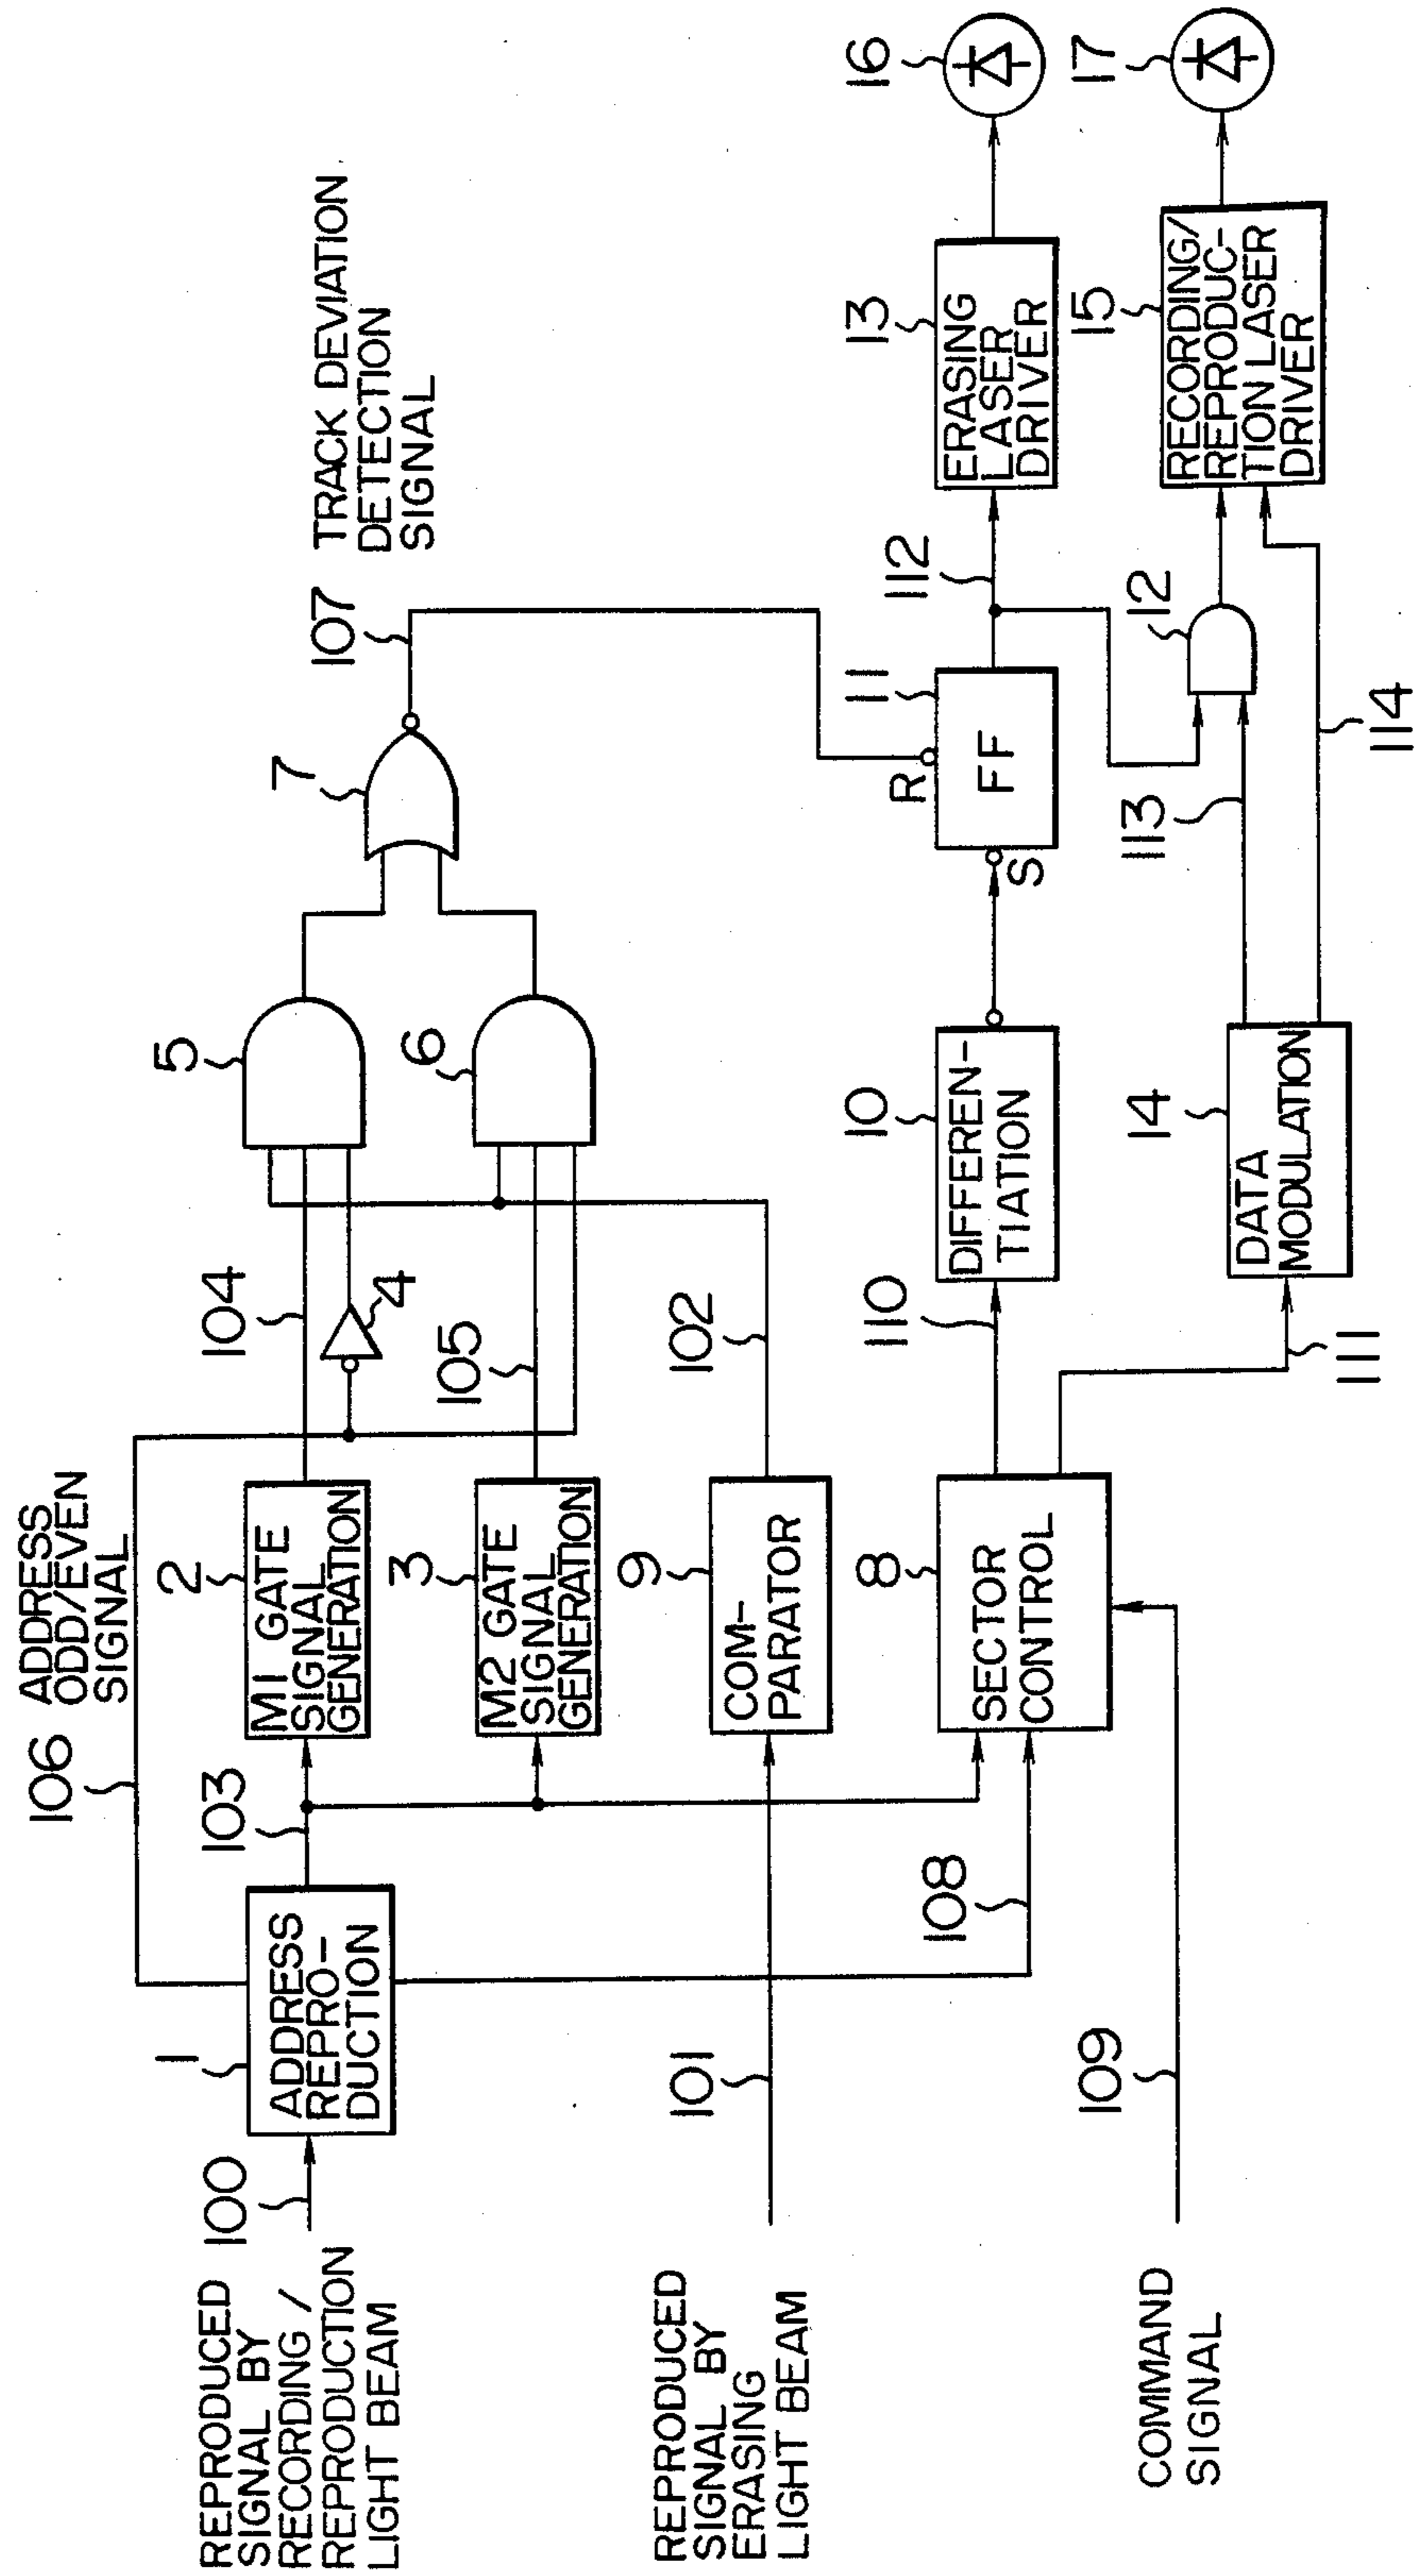 106 ADDRESS
ODD/EVEN
SIGNAL
REPRODUCED
SIGNAL BY
RECORDING /
REPRODUCTION
LIGHT BEAM
100
1
ADDRESS
REPRO-
DUCTION
103
2
M1 GATE
SIGNAL
GENERATION
104
4
5
3
M2 GATE
SIGNAL
GENERATION
105
6
7
107
TRACK DEVIATION
DETECTION
SIGNAL
REPRODUCED
SIGNAL BY
ERASING
LIGHT BEAM
101
9
COM-
PARATOR
102
108
8
SECTOR
CONTROL
110
10
DIFFEREN-
TIATION
S
R
11
FF
112
13
ERASING
LASER
DRIVER
16
COMMAND
SIGNAL
109
111
14
DATA
MODULATION
113
114
12
15
RECORDING/
REPRODUC-
TION LASER
DRIVER
17